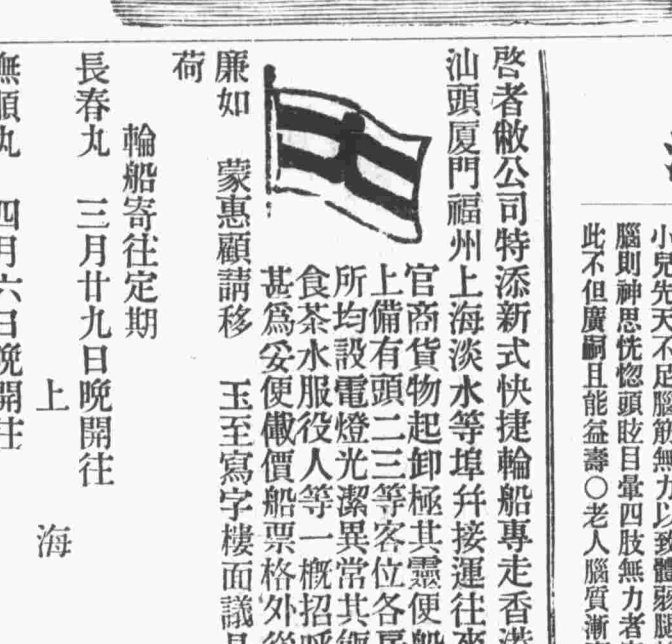 小兒先天不足腦筋無力以致體弱
腦則神思恍惚頭眩目暈四肢無力者
此不但廣嗣且能益壽○老人腦質漸
啓者敝公司特添新式快捷輪船專走香港
汕頭厦門福州上海淡水等埠幷接運往來
官商貨物起卸極其靈便船
上備有頭二三等客位各房
所均設電燈光潔異常其
食茶水服役人等一概招呼
甚爲妥便儎價船票格外從
廉如 蒙惠顧請移 玉至寫字樓面議是
荷
輪船寄往定期
長春丸 三月廿九日晩開往
上 海
撫順丸 四月六日晩開往